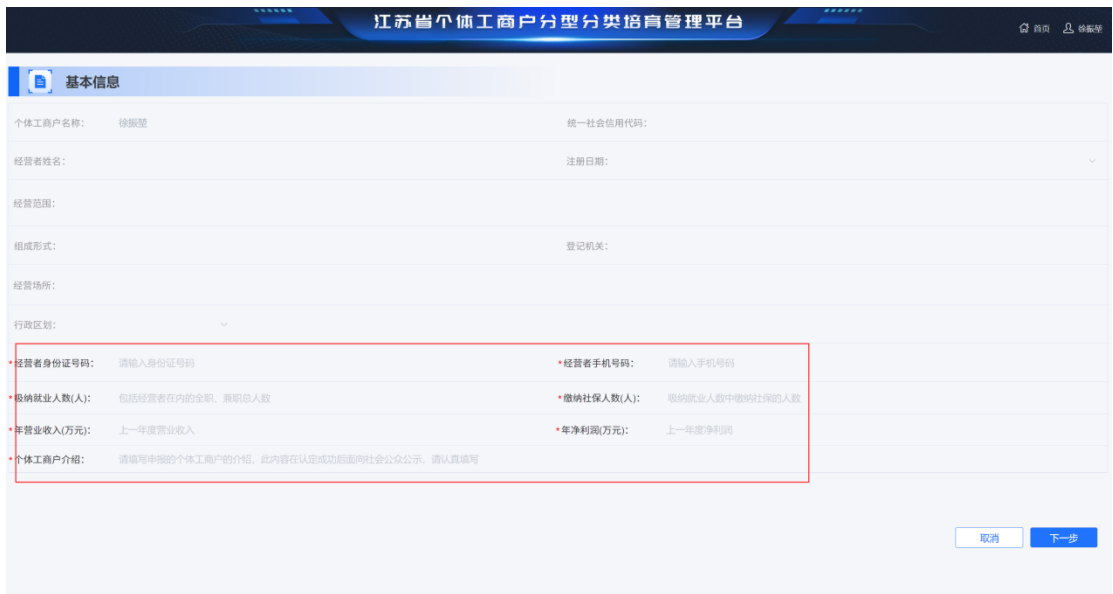 江苏省个体工商户分型分类培育管理平台
首页 徐振堃
基本信息
个体工商户名称： 徐振堃 统一社会信用代码：
经营者姓名： 注册日期：
经营范围：
组成形式： 登记机关：
经营场所：
行政区划：
*经营者身份证号码： 请输入身份证号码 *经营者手机号码： 请输入手机号码
*吸纳就业人数(人)： 包括经营者在内的全职、兼职总人数 *缴纳社保人数(人)： 吸纳就业人数中缴纳社保的人数
*年营业收入(万元)： 上一年度营业收入 *年净利润(万元)： 上一年度净利润
*个体工商户介绍： 请填写申报的个体工商户的介绍，此内容在认定成功后面向社会公众公示，请认真填写
取消 下一步